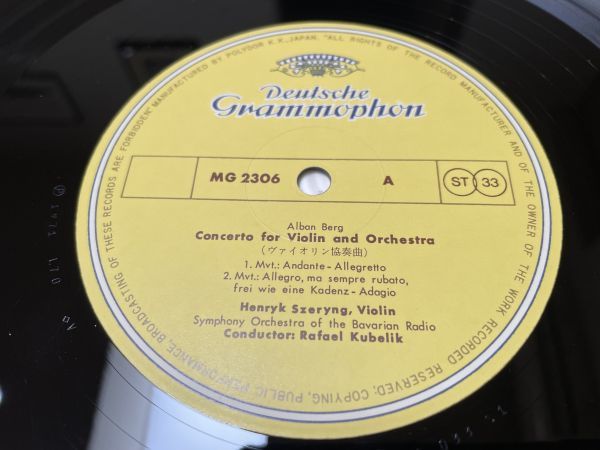 MANUFACTURED BY POLYDOR K.K., JAPAN. "ALL RIGHTS OF THE RECORD MANUFACTURER AND OF THE OWNER OF THE WORK RECORDED RESERVED. COPYING, PUBLIC PERFORMANCE, BROADCASTING OF THESE RECORDS ARE FORBIDDEN"
Deutsche
Grammophon
MG 2306 A ST 33
Alban Berg
Concerto for Violin and Orchestra
(ヴァイオリン協奏曲)
1. Mvt.: Andante - Allegretto
2. Mvt.: Allegro, ma sempre rubato,
frei wie eine Kadenz - Adagio
Henryk Szeryng, Violin
Symphony Orchestra of the Bavarian Radio
Conductor: Rafael Kubelik